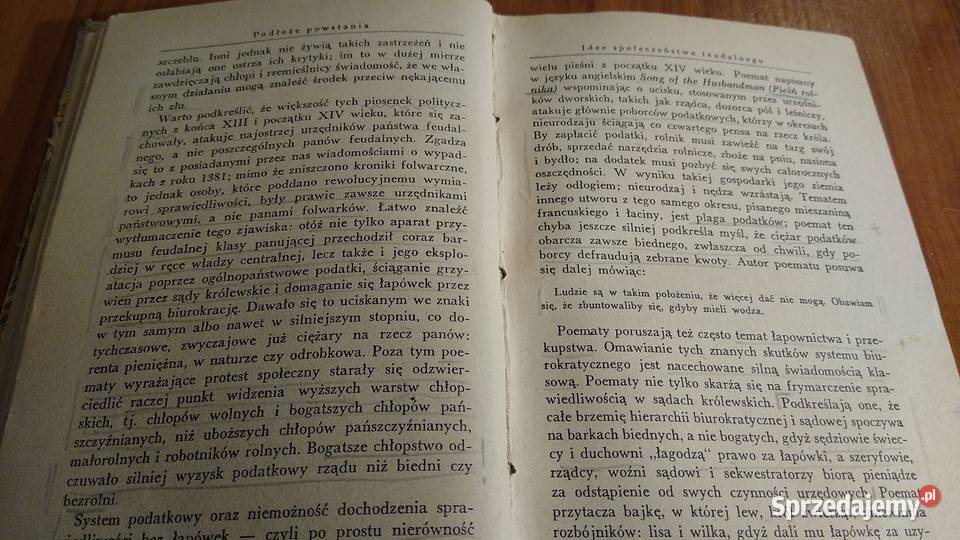 Podłoże powstania
szczeblu. Inni jednak nie żywią takich zastrzeżeń i nie
osłabiają one ostrza ich krytyki; im to w dużej mierze
zawdzięczają chłopi i rzemieślnicy świadomość, że we wła-
snym działaniu mogą znaleźć środek przeciw nękającemu
ich złu.
Warto podkreślić, że większość tych piosenek politycz-
nych z końca XIII i początku XIV wieku, które się za-
chowały, atakuje najostrzej urzędników państwa feudal-
nego, a nie poszczególnych panów feudalnych. Zgadza
się to z posiadanymi przez nas wiadomościami o wypad-
kach z roku 1381; mimo że zniszczono kroniki folwarczne,
to jednak osoby, które poddano rewolucyjnemu wymia-
rowi sprawiedliwości, były prawie zawsze urzędnikami
państwowymi, a nie panami folwarków. Łatwo znaleźć
wytłumaczenie tego zjawiska: otóż nie tylko aparat przy-
musu feudalnej klasy panującej przechodził coraz bar-
dziej w ręce władzy centralnej, lecz także i jego eksplo-
atacja poprzez ogólnopaństwowe podatki, ściąganie grzy-
wien przez sądy królewskie i domaganie się łapówek przez
przekupną biurokrację. Dawało się to uciskanym we znaki
w tym samym albo nawet w silniejszym stopniu, co do-
tychczasowe, zwyczajowe już ciężary na rzecz panów:
renta pieniężna, w naturze czy odrobkowa. Poza tym poe-
maty wyrażające protest społeczny starały się odzwier-
ciedlić raczej punkt widzenia wyższych warstw chłop-
skich, tj. chłopów wolnych i bogatszych chłopów pań-
szczyźnianych, niż uboższych chłopów pańszczyźnianych,
małorolnych i robotników rolnych. Bogatsze chłopstwo od-
czuwało silniej wyzysk podatkowy rządu niż biedni czy
bezrolni.
System podatkowy oraz niemożność dochodzenia spra-
wiedliwości bez łapówek — czyli po prostu nierówność
Idee społeczeństwa feudalnego
wielu pieśni z początku XIV wieku. Poemat napisany
w języku angielskim Song of the Husbandman (Pieśń rol-
nika) wspominając o ucisku, stosowanym przez urzędni-
ków dworskich, takich jak rządca, dozorca pól i leśniczy,
atakuje głównie poborców podatkowych, którzy w okresach
nieurodzaju ściągają co czwartego pensa na rzecz króla.
By zapłacić podatki, rolnik musi zawieźć na targ swój
drób, sprzedać narzędzia rolnicze, zboże na pniu, nasiona
i bydło; na dodatek musi pozbyć się swych całorocznych
oszczędności. W wyniku takiej gospodarki jego ziemia
leży odłogiem; nieurodzaj i nędza wzrastają. Tematem
innego utworu z tego samego okresu, pisanego mieszaniną
francuskiego i łaciny, jest plaga podatków; poemat ten
chyba jeszcze silniej podkreśla myśl, że ciężar podatków
obarcza zawsze biednego, zwłaszcza od chwili, gdy po-
borcy defraudują zebrane kwoty. Autor poematu posuwa
się dalej mówiąc:
Ludzie są w takim położeniu, że więcej dać nie mogą. Obawiam
się, że zbuntowaliby się, gdyby mieli wodza.
Poematy poruszają też często temat łapownictwa i prze-
kupstwa. Omawianie tych znanych skutków systemu biu-
rokratycznego jest nacechowane silną świadomością kla-
sową. Poematy nie tylko skarżą się na frymarczenie spra-
wiedliwością w sądach królewskich. Podkreślają one, że
całe brzemię hierarchii biurokratycznej i sądowej spoczywa
na barkach biednych, a nie bogatych, gdyż sędziowie świec-
cy i duchowni „łagodzą” prawo za łapówki, a szeryfowie,
rządcy, woźni sądowi i sekwestratorzy biorą pieniądze
za odstąpienie od swych czynności urzędowych. Poemat
przytacza bajkę, w której lew,
rozbójników: lisa i wilka, gdyż dali mu łapówkę za uzy-
Sprzedajemy.pl